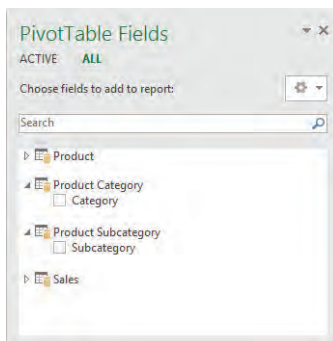 PivotTable Fields
ACTIVE ALL
Choose fields to add to report:
Search
Product
Product Category
Category
Product Subcategory
Subcategory
Sales